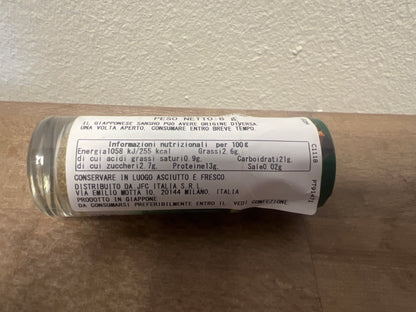 PESO NETTO: 6 g
IL GIAPPONESE SANSHO PUÒ AVERE ORIGINE DIVERSA.
UNA VOLTA APERTO, CONSUMARE ENTRO BREVE TEMPO.
Informazioni nutrizionali per 100g
Energia1058 kJ/255 kcal Grassi2.6g,
di cui acidi grassi saturi0.9g, Carboidrati21g,
di cui zuccheri2.7g, Proteine13g, Sale0.02g
CONSERVARE IN LUOGO ASCIUTTO E FRESCO
DISTRIBUITO DA JFC ITALIA S.R.L.
VIA EMILIO MOTTA 10, 20144 MILANO, ITALIA
PRODOTTO IN GIAPPONE
DA CONSUMARSI PREFERIBILMENTE ENTRO IL: VEDI CONFEZIONE
C1118